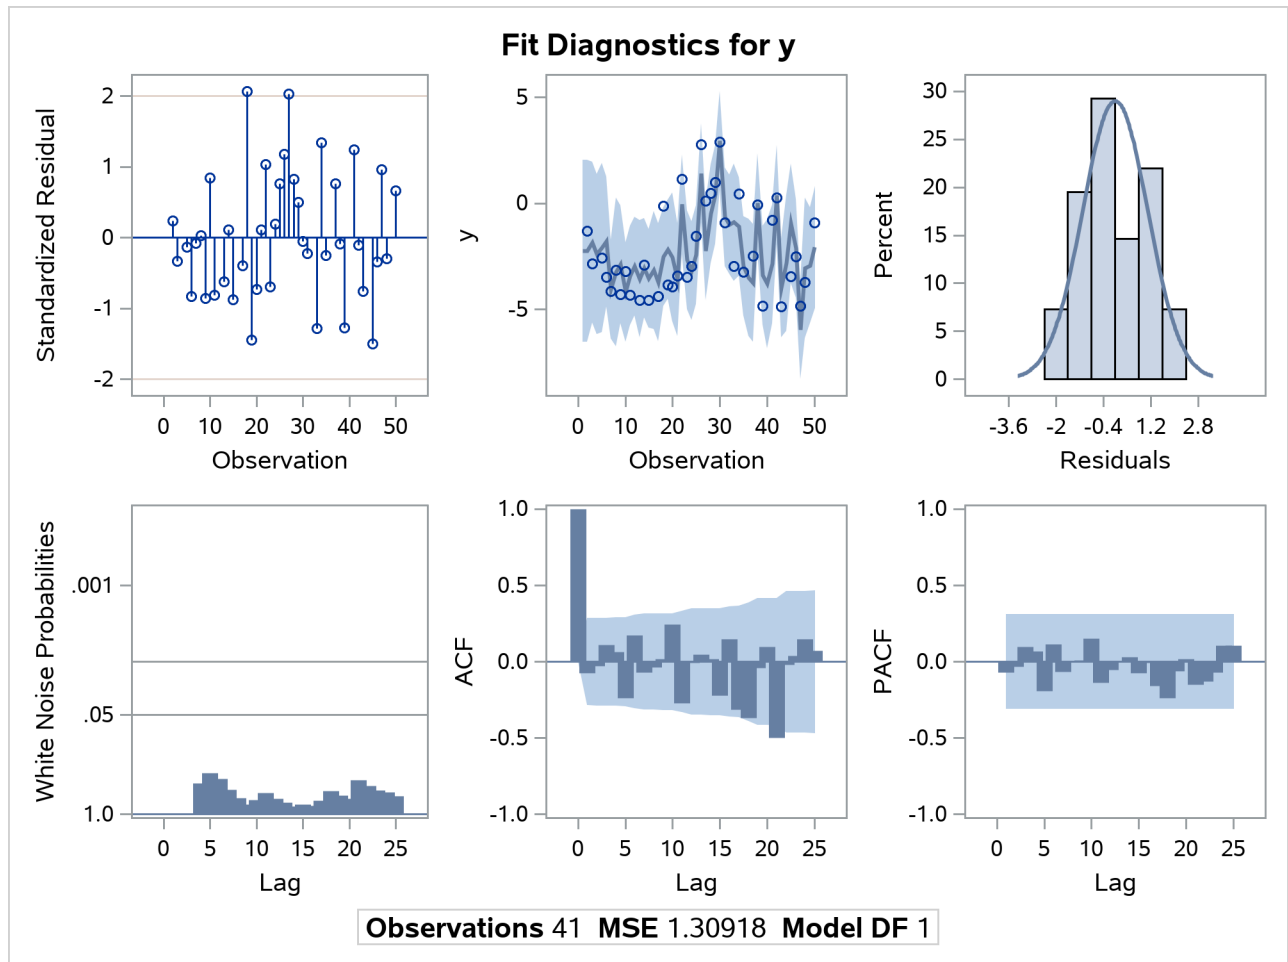 Fit Diagnostics for y
Standardized Residual
2
1
0
-1
-2
0 10 20 30 40 50
Observation
y
5
0
-5
0 10 20 30 40 50
Observation
Percent
30
25
20
15
10
5
0
-3.6 -2 -0.4 1.2 2.8
Residuals
White Noise Probabilities
.001
.05
1.0
0 5 10 15 20 25
Lag
ACF
1.0
0.5
0.0
-0.5
-1.0
0 5 10 15 20 25
Lag
PACF
1.0
0.5
0.0
-0.5
-1.0
0 5 10 15 20 25
Lag
Observations 41 MSE 1.30918 Model DF 1